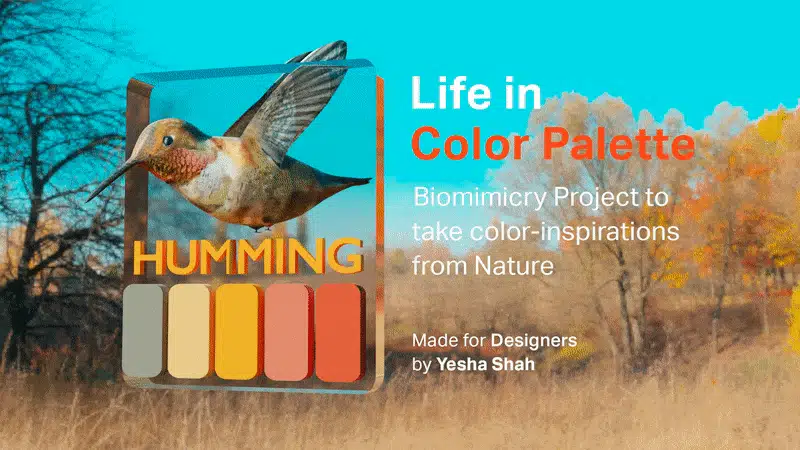 HUMMING
Life in
Color Palette
Biomimicry Project to
take color-inspirations
from Nature
Made for Designers
by Yesha Shah